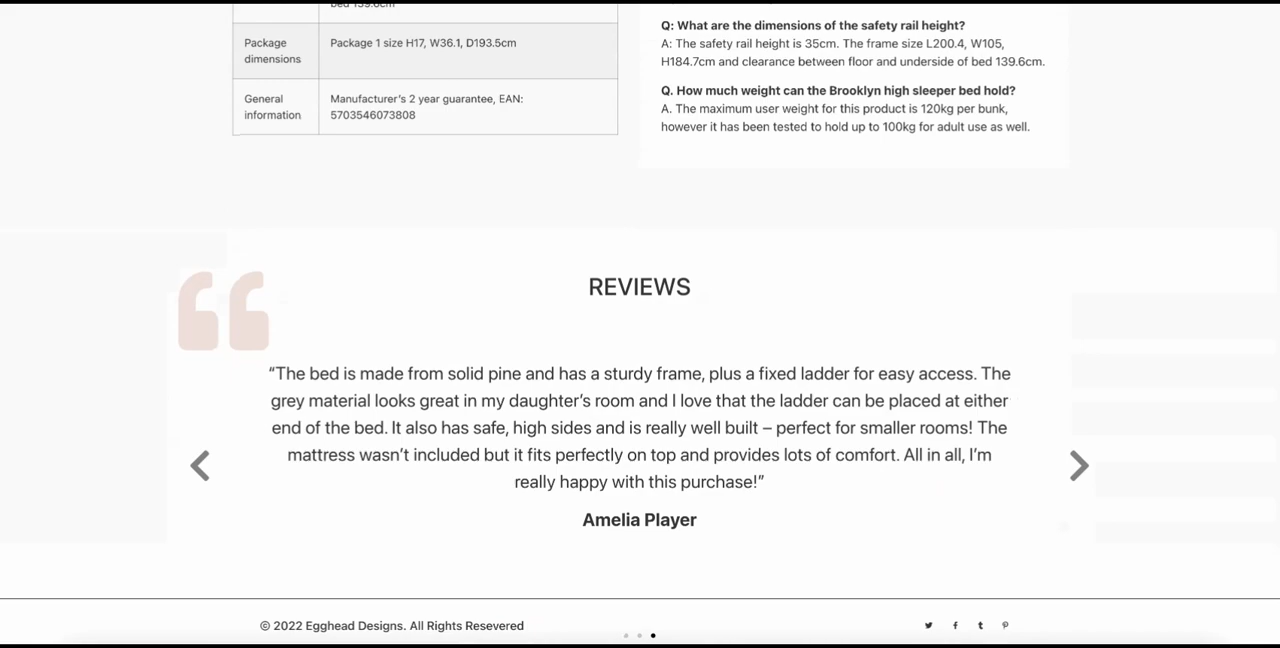 bed 139.6cm
Package
dimensions
Package 1 size H17, W36.1, D193.5cm
General
information
Manufacturer's 2 year guarantee, EAN:
5703546073808
Q: What are the dimensions of the safety rail height?
A: The safety rail height is 35cm. The frame size L200.4, W105,
H184.7cm and clearance between floor and underside of bed 139.6cm.
Q. How much weight can the Brooklyn high sleeper bed hold?
A. The maximum user weight for this product is 120kg per bunk,
however it has been tested to hold up to 100kg for adult use as well.
REVIEWS
“The bed is made from solid pine and has a sturdy frame, plus a fixed ladder for easy access. The
grey material looks great in my daughter’s room and I love that the ladder can be placed at either
end of the bed. It also has safe, high sides and is really well built – perfect for smaller rooms! The
mattress wasn’t included but it fits perfectly on top and provides lots of comfort. All in all, I’m
really happy with this purchase!”
Amelia Player
© 2022 Egghead Designs. All Rights Resevered